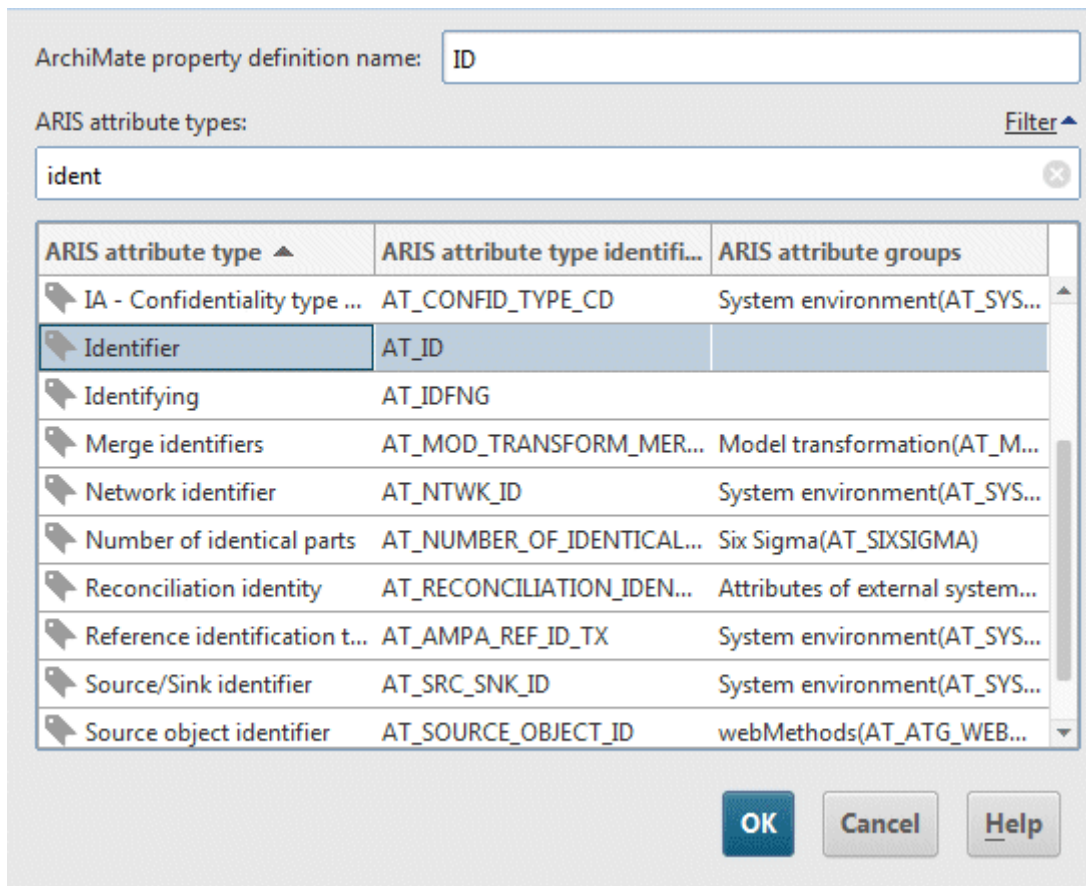 ArchiMate property definition name: ID
ARIS attribute types: Filter
ident
ARIS attribute type ARIS attribute type identifi... ARIS attribute groups
IA - Confidentiality type ... AT_CONFID_TYPE_CD System environment(AT_SYS...
Identifier AT_ID
Identifying AT_IDFNG
Merge identifiers AT_MOD_TRANSFORM_MER... Model transformation(AT_M...
Network identifier AT_NTWK_ID System environment(AT_SYS...
Number of identical parts AT_NUMBER_OF_IDENTICAL... Six Sigma(AT_SIXSIGMA)
Reconciliation identity AT_RECONCILIATION_IDEN... Attributes of external system...
Reference identification t... AT_AMPA_REF_ID_TX System environment(AT_SYS...
Source/Sink identifier AT_SRC_SNK_ID System environment(AT_SYS...
Source object identifier AT_SOURCE_OBJECT_ID webMethods(AT_ATG_WEB...
OK Cancel Help